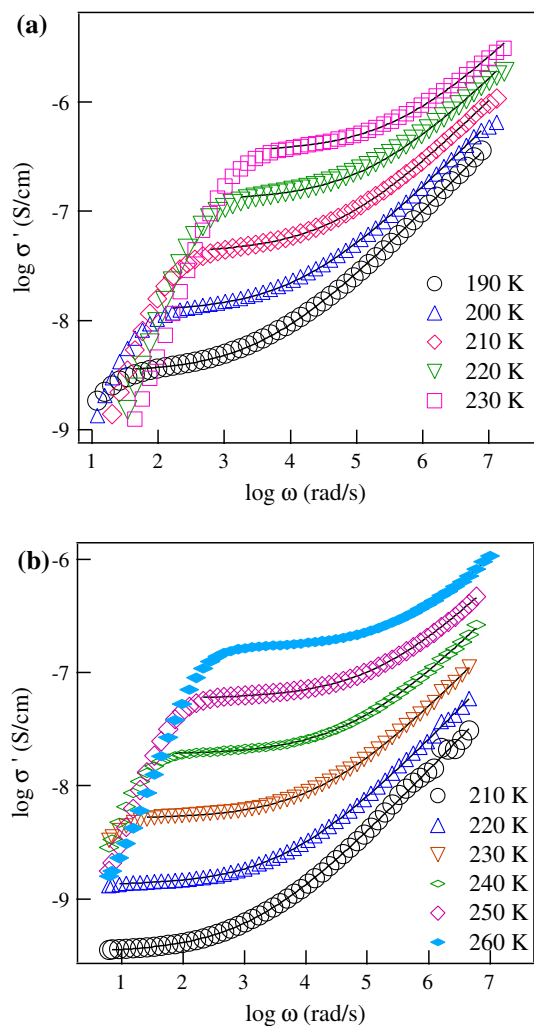 (a)
-6
-7
-8
-9
log σ ' (S/cm)
190 K
200 K
210 K
220 K
230 K
1 2 3 4 5 6 7
log ω (rad/s)
(b)
-6
-7
-8
-9
log σ ' (S/cm)
210 K
220 K
230 K
240 K
250 K
260 K
1 2 3 4 5 6 7
log ω (rad/s)